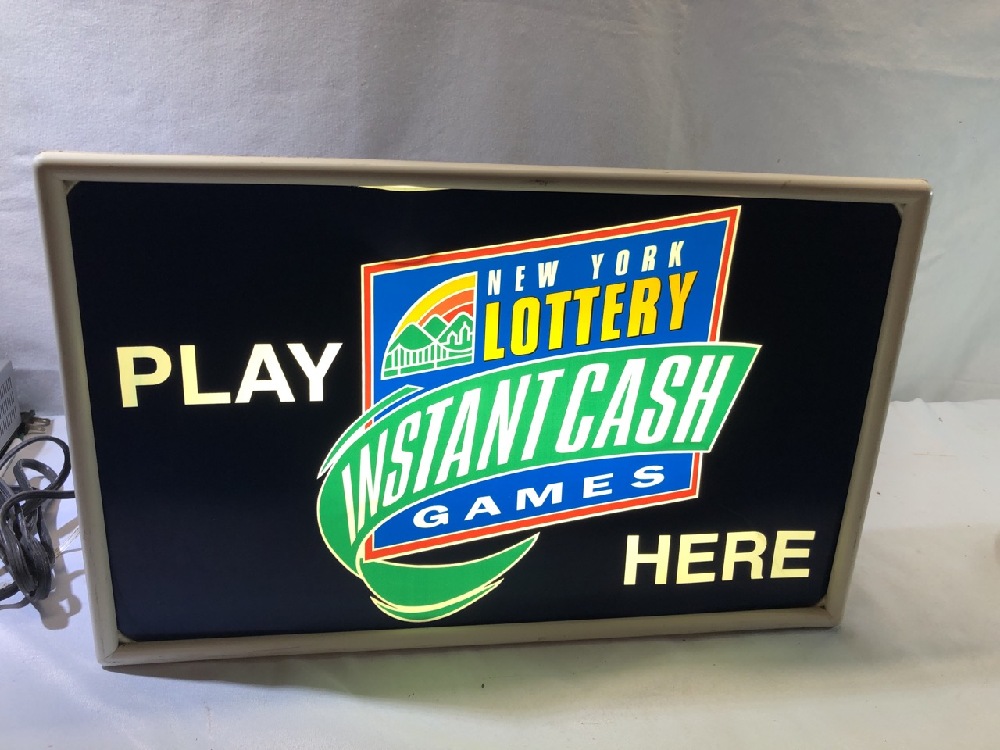 PLAY
NEW YORK
LOTTERY
INSTANT CASH
GAMES
HERE